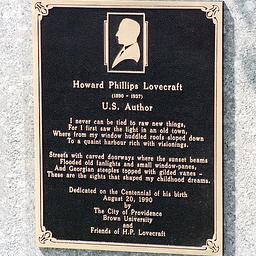 Howard Phillips Lovecraft
(1890 - 1937)
U.S. Author
I never can be tied to raw new things,
For I first saw the light in an old town,
Where from my window huddled roofs sloped down
To a quaint harbour rich with visionings.
Streets with carved doorways where the sunset beams
Flooded old fanlights and small window-panes,
And Georgian steeples topped with gilded vanes -
These are the sights that shaped my childhood dreams.
Dedicated on the Centennial of his birth
August 20, 1990
by
The City of Providence
Brown University
and
Friends of H.P. Lovecraft